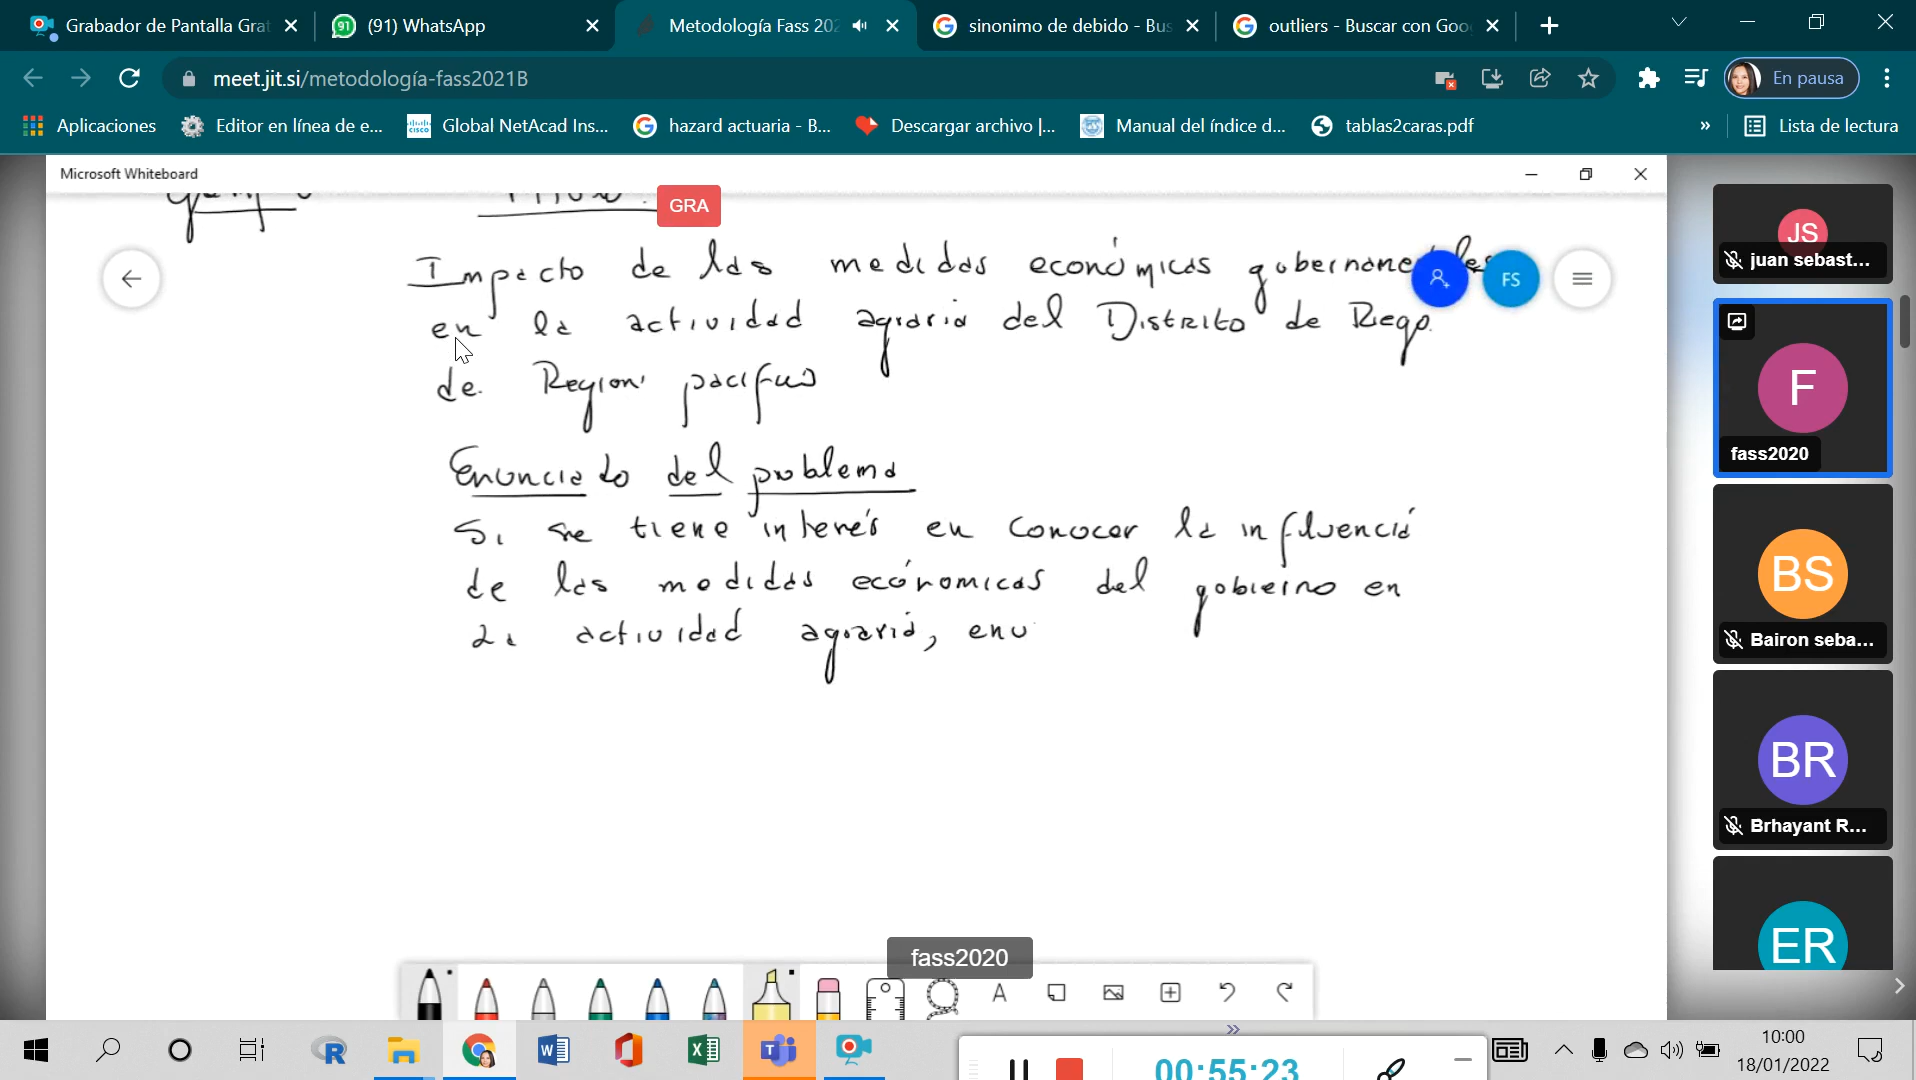 Grabador de Pantalla Grat
(91) WhatsApp
Metodología Fass 202
sinonimo de debido - Bus
outliers - Buscar con Goo
meet.jit.si/metodología-fass2021B
En pausa
Aplicaciones
Editor en línea de e...
Global NetAcad Ins...
hazard actuaria - B...
Descargar archivo |...
Manual del índice d...
tablas2caras.pdf
»
Lista de lectura
Microsoft Whiteboard
GRA
Impacto de las medidas económicas gubernamentales
en la actividad agraria del Distrito de Riego
de Región pacífico
FS
Enunciado del problema
Si se tiene interés en conocer la influencia
de las medidas económicas del gobierno en
la actividad agraria, enu
JS
juan sebast...
F
fass2020
BS
Bairon seba...
BR
Brhayant R...
ER
fass2020
00:55:23
10:00
18/01/2022